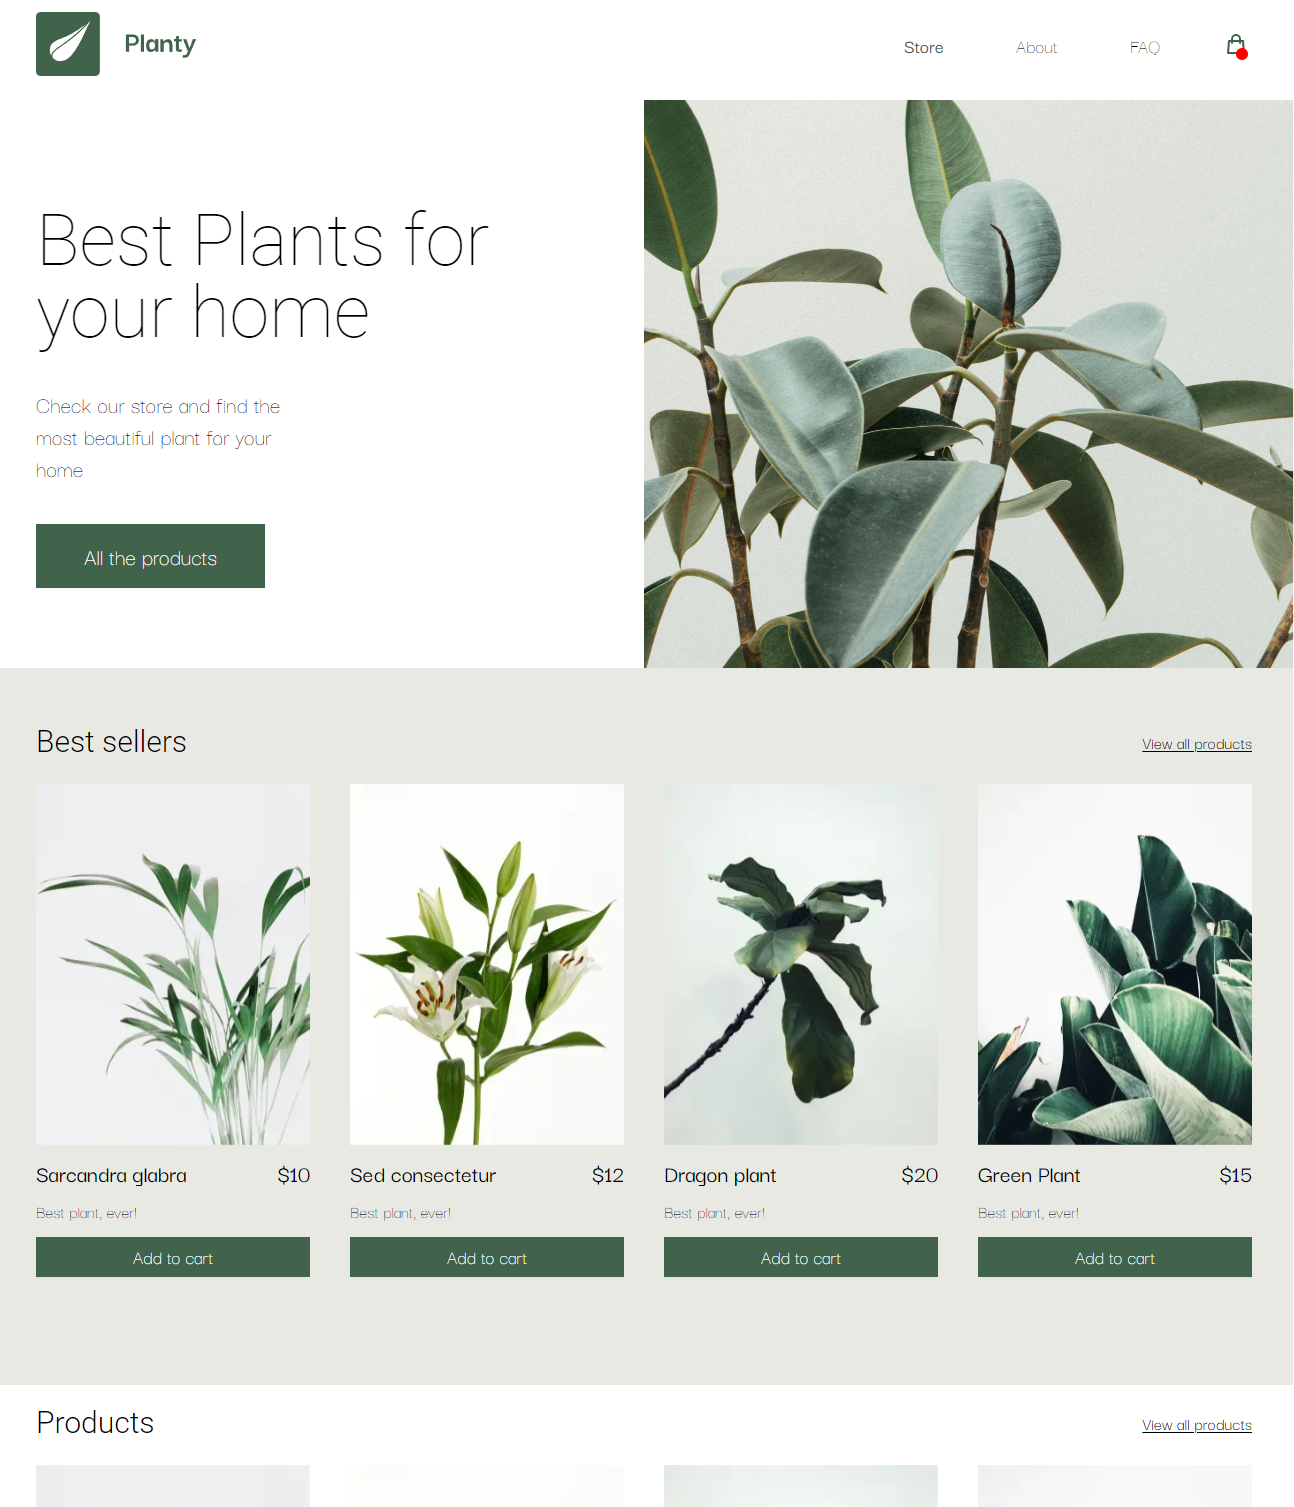 Planty
Store
About
FAQ
Best Plants for
your home
Check our store and find the
most beautiful plant for your
home
All the products
Best sellers
View all products
Sarcandra glabra $10
Best plant, ever!
Add to cart
Sed consectetur $12
Best plant, ever!
Add to cart
Dragon plant $20
Best plant, ever!
Add to cart
Green Plant $15
Best plant, ever!
Add to cart
Products
View all products